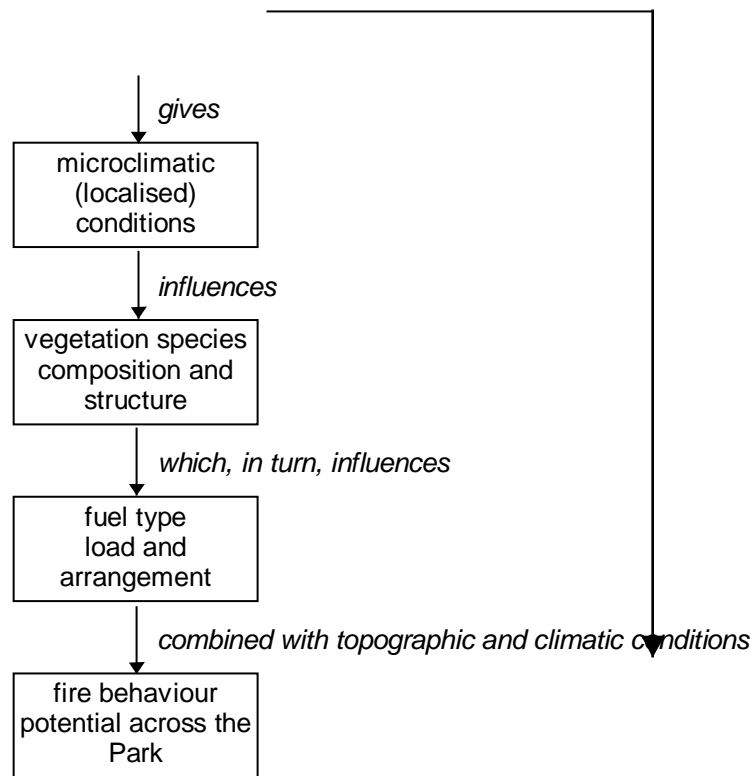 gives
microclimatic
(localised)
conditions
influences
vegetation species
composition and
structure
which, in turn, influences
fuel type
load and
arrangement
combined with topographic and climatic conditions
fire behaviour
potential across the
Park